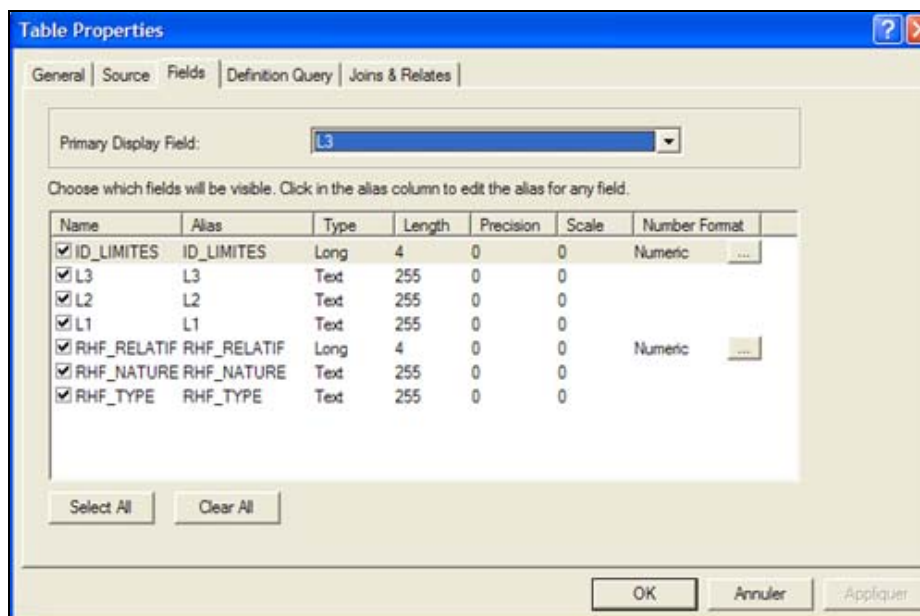 Table Properties
General Source Fields Definition Query Joins & Relates
Primary Display Field: L3
Choose which fields will be visible. Click in the alias column to edit the alias for any field.
Name Alias Type Length Precision Scale Number Format
ID_LIMITES ID_LIMITES Long 4 0 0 Numeric ...
L3 L3 Text 255 0 0
L2 L2 Text 255 0 0
L1 L1 Text 255 0 0
RHF_RELATIF RHF_RELATIF Long 4 0 0 Numeric ...
RHF_NATURE RHF_NATURE Text 255 0 0
RHF_TYPE RHF_TYPE Text 255 0 0
Select All Clear All
OK Annuler Appliquer